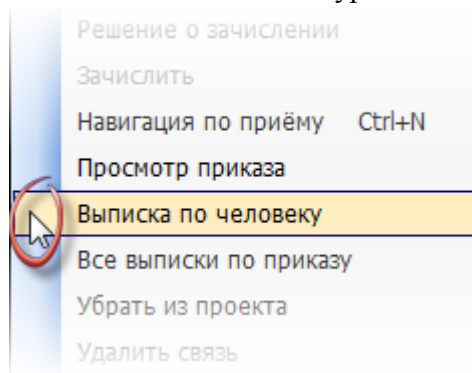 Решение о зачислении
Зачислить
Навигация по приёму Ctrl+N
Просмотр приказа
Выписка по человеку
Все выписки по приказу
Убрать из проекта
Удалить связь